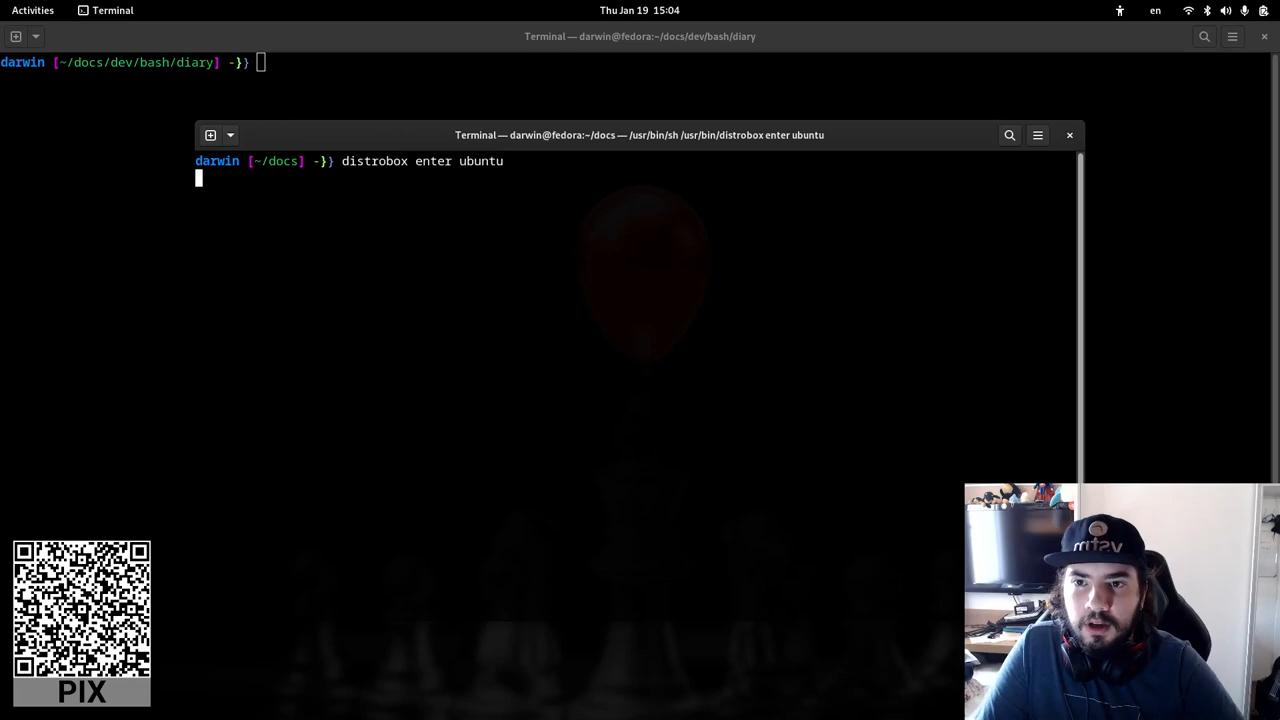 Activities
Terminal
Thu Jan 19 15:04
en
Terminal — darwin@fedora:~/docs/dev/bash/diary
darwin [~/docs/dev/bash/diary] -}}
Terminal — darwin@fedora:~/docs — /usr/bin/sh /usr/bin/distrobox enter ubuntu
darwin [~/docs] -}} distrobox enter ubuntu
vstm
PIX